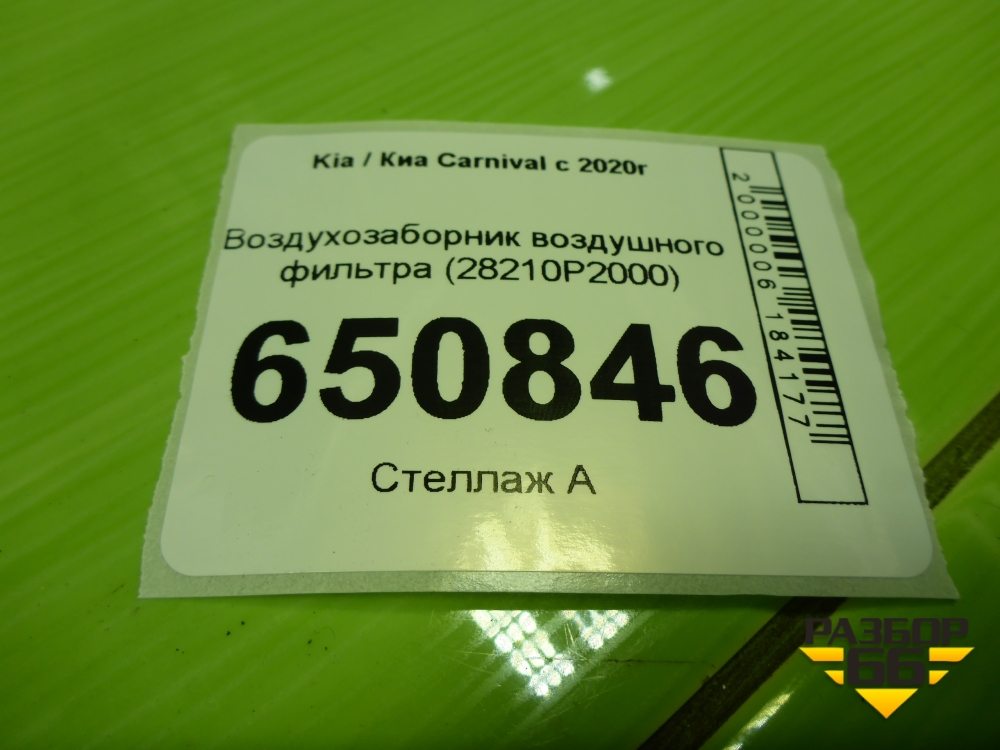 Kia / Киа Carnival с 2020г
Воздухозаборник воздушного
фильтра (28210P2000)
650846
Стеллаж А
2000006184177
РАЗБОР
66